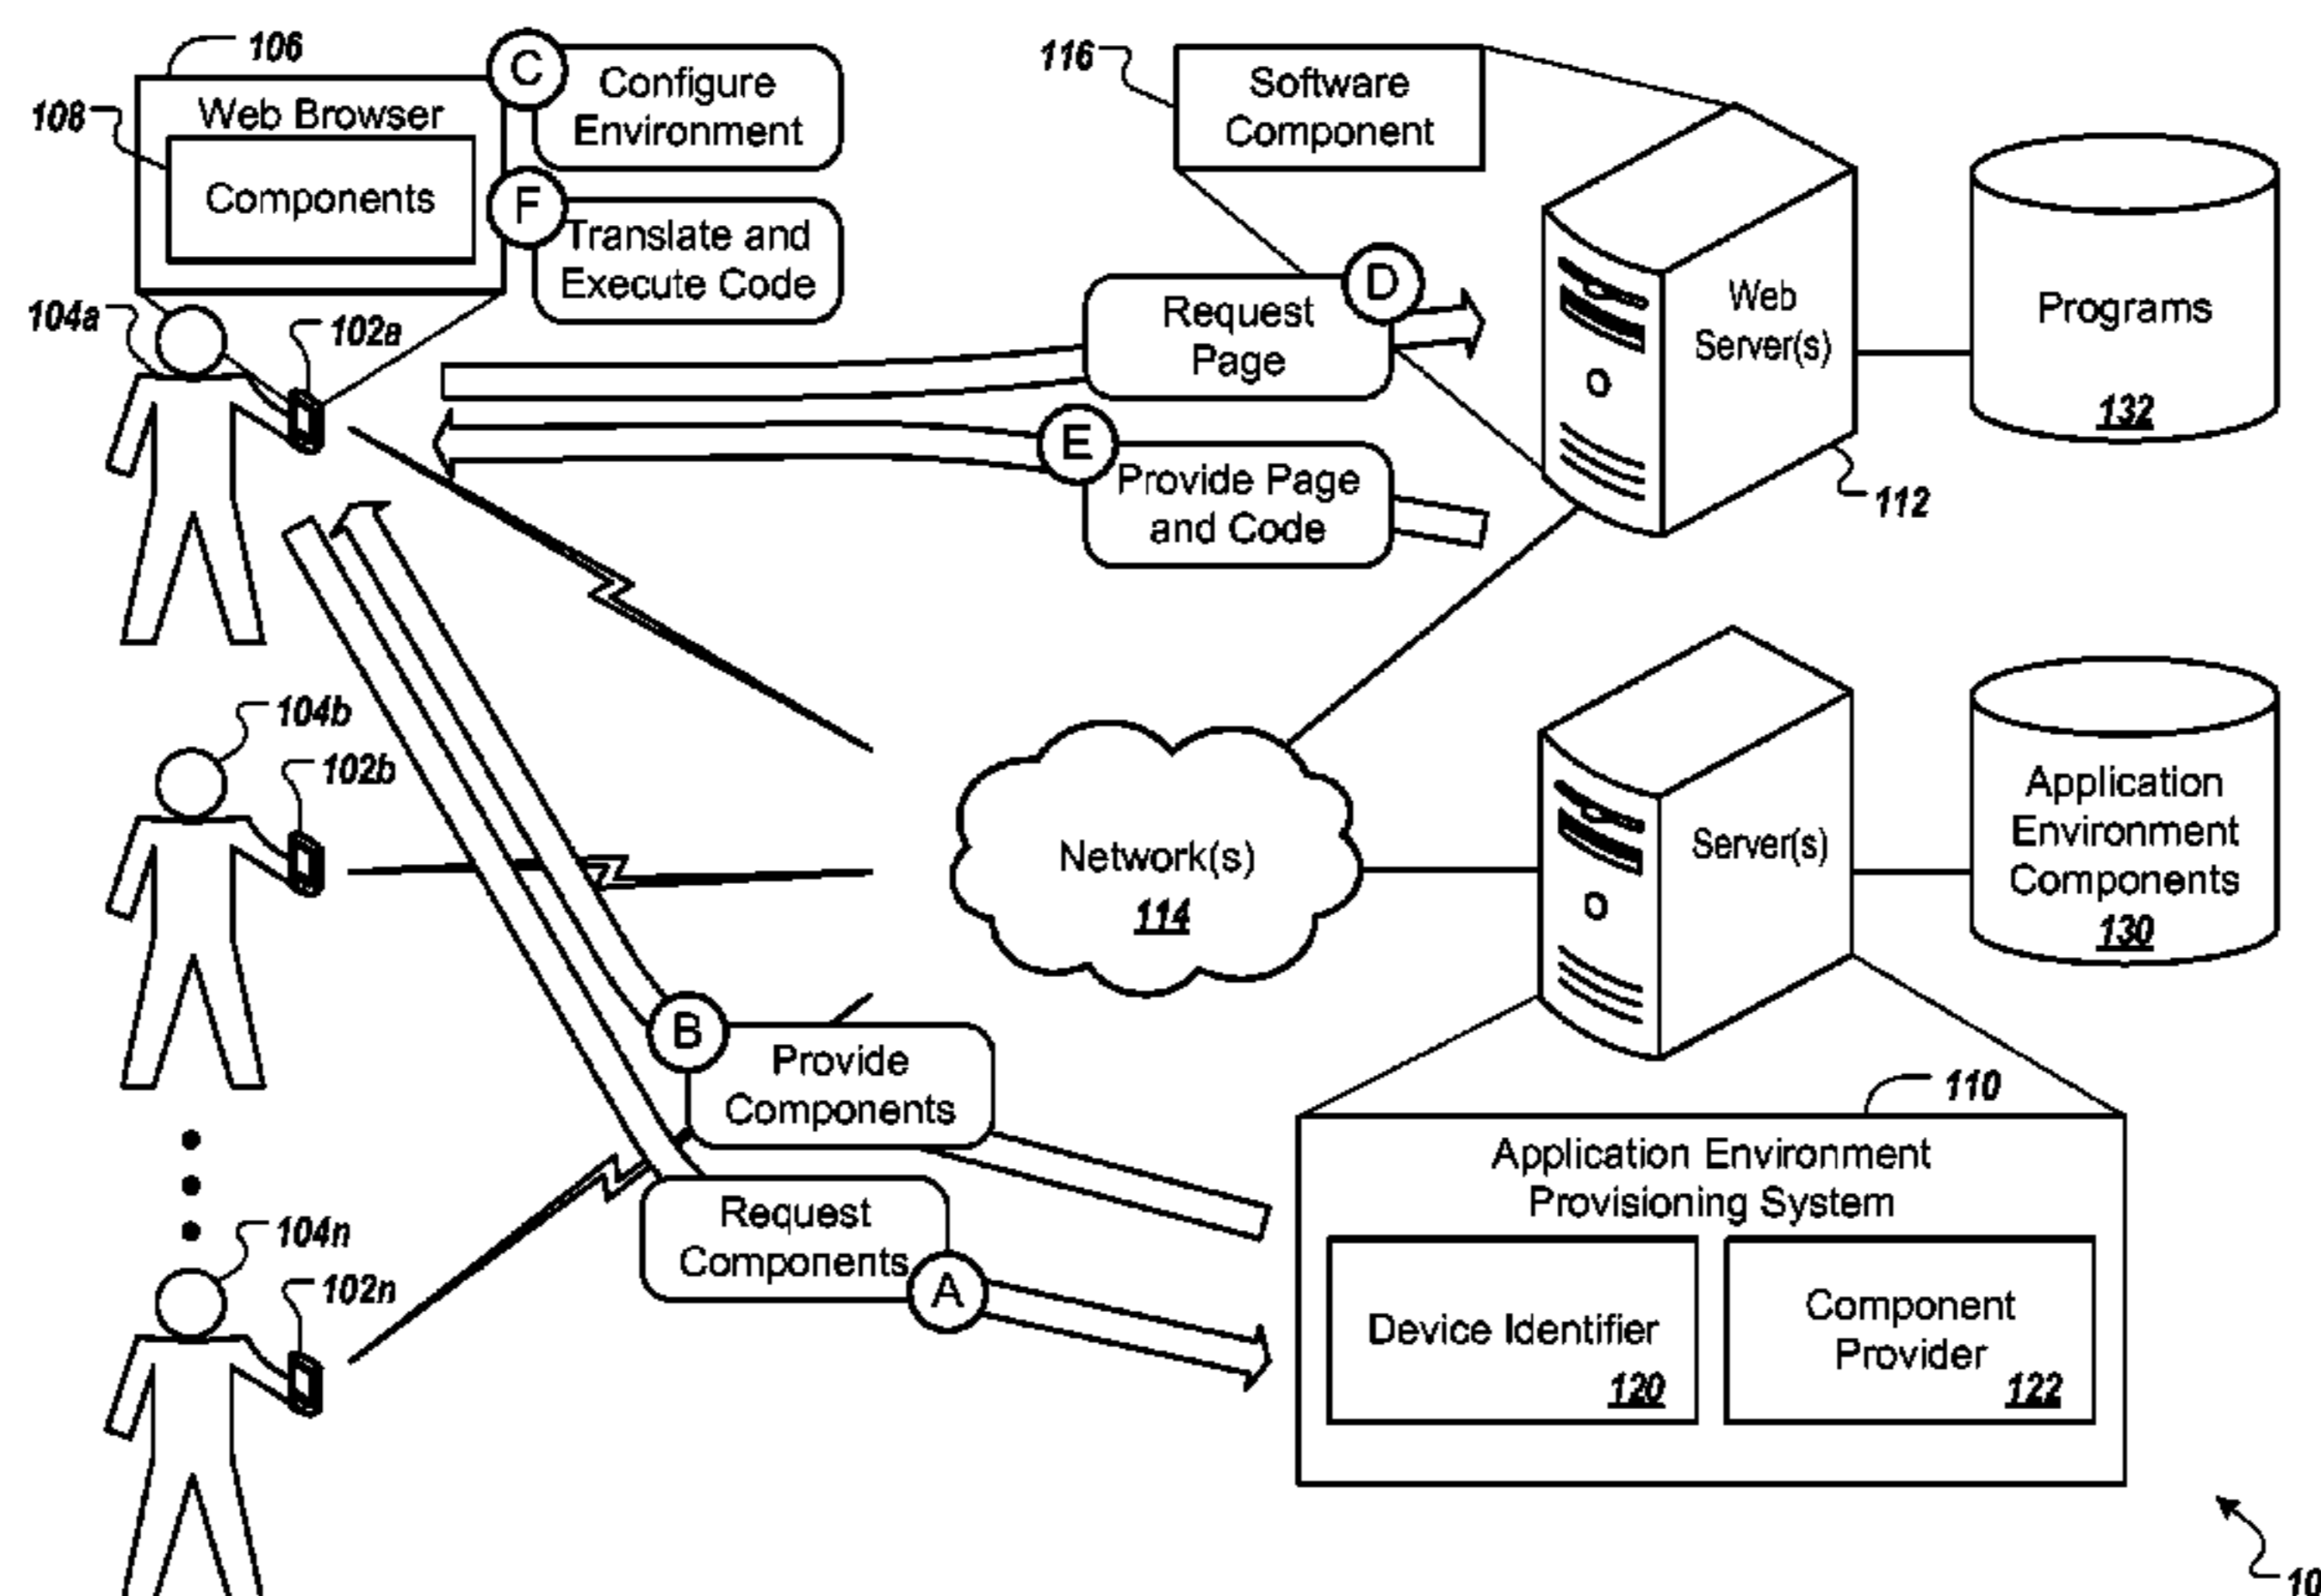 106
C
Configure
Environment
108
Web Browser
Components
F
Translate and
Execute Code
116
Software
Component
104a
102a
D
Request
Page
Web
Server(s)
Programs
132
E
Provide Page
and Code
112
104b
102b
Network(s)
114
Server(s)
Application
Environment
Components
130
B
Provide
Components
110
Application Environment
Provisioning System
Request
Components
A
Device Identifier
120
Component
Provider
122
104n
102n